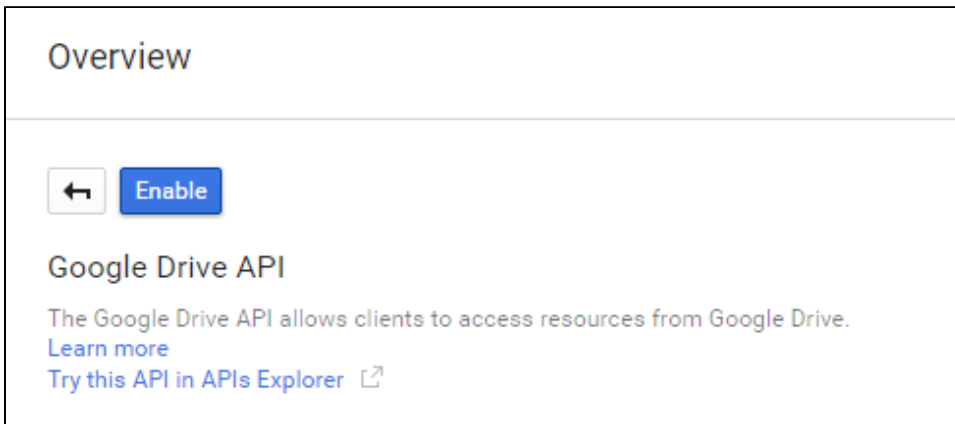 Overview
Enable
Google Drive API
The Google Drive API allows clients to access resources from Google Drive.
Learn more
Try this API in APIs Explorer